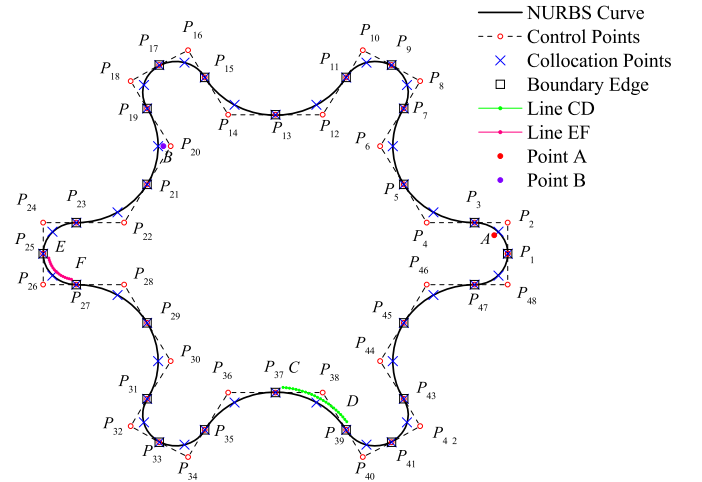 NURBS Curve
Control Points
Collocation Points
Boundary Edge
Line CD
Line EF
Point A
Point B
P16
P10
P17
P9
P18
P15
P11
P8
P19
P14
P13
P12
P7
B
P20
P6
P21
P5
P24
P23
P22
P4
P3
P2
A
P25
E
P1
F
P26
P27
P28
P46
P47
P48
P29
P45
P30
P44
P37
C
P36
P38
P31
D
P43
P32
P35
P39
P4 2
P33
P41
P34
P40